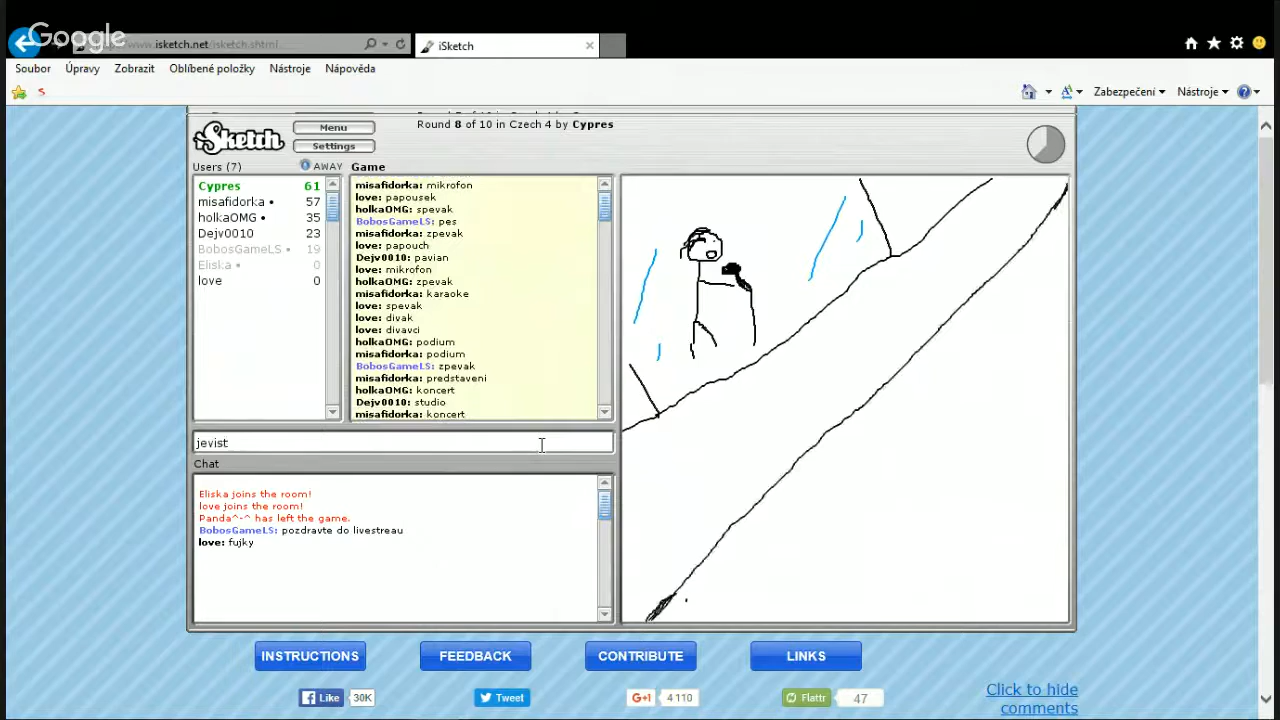 Google
www.isketch.net/isketch.shtml
iSketch
Soubor Úpravy Zobrazit Oblíbené položky Nástroje Nápověda
Zabezpečení Nástroje
iSketch
Menu
Settings
Round 8 of 10 in Czech 4 by Cypres
Users (7) AWAY Game
Cypres 61
misafidorka • 57
holkaOMG • 35
Dejv0010 23
BobosGameLS • 19
Eliska • 0
love 0
misafidorka: mikrofon
love: papousek
holkaOMG: spevak
BobosGameLS: pes
misafidorka: zpevak
love: papouch
Dejv0010: pavian
love: mikrofon
holkaOMG: zpevak
misafidorka: karaoke
love: spevak
love: divak
love: divavci
holkaOMG: podium
misafidorka: podium
BobosGameLS: zpevak
misafidorka: predstaveni
holkaOMG: koncert
Dejv0010: studio
misafidorka: koncert
jevist
Chat
Eliska joins the room!
love joins the room!
Panda^-^ has left the game.
BobosGameLS: pozdravte do livestreau
love: fujky
INSTRUCTIONS FEEDBACK CONTRIBUTE LINKS
Like 30K Tweet G+1 4 110 Flattr 47
Click to hide
comments